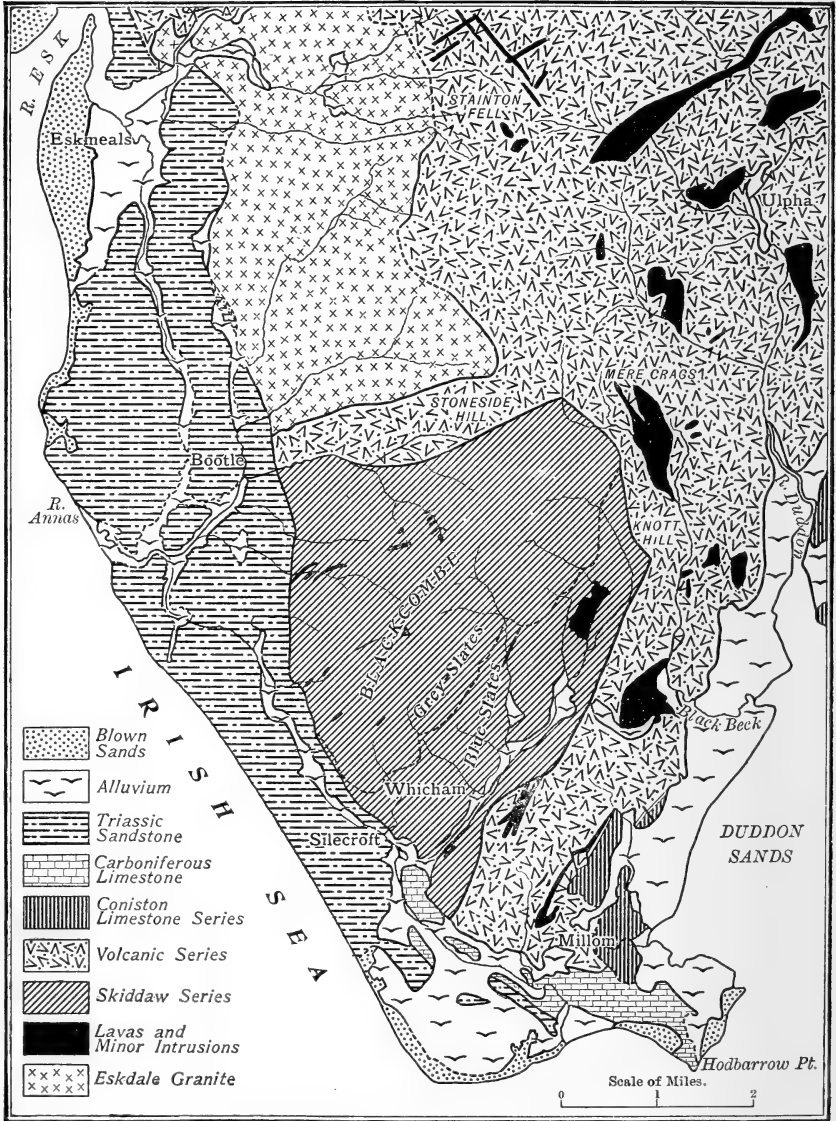 R. ESK
Eskmeals
STAINTON
FELL
Ulpha
MERE CRAGS
STONESIDE
HILL
Bootle
R.
Annas
KNOTT
HILL
R. Duddon
BLACKCOMBE
Grey Slates
Blue Slates
Black Beck
Whicham
Silecroft
Millom
DUDDON
SANDS
IRISH SEA
Hodbarrow Pt.
Blown
Sands
Alluvium
Triassic
Sandstone
Carboniferous
Limestone
Coniston
Limestone Series
Volcanic Series
Skiddaw Series
Lavas and
Minor Intrusions
Eskdale Granite
Scale of Miles.
0 1 2